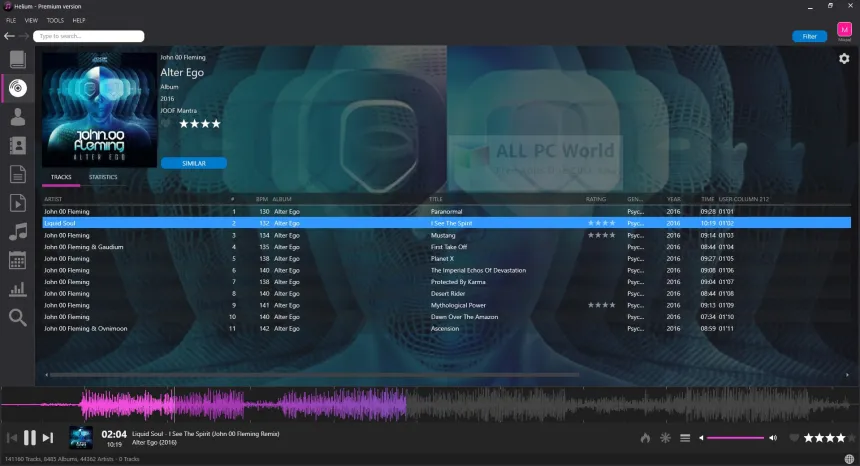 Helium - Premium version
FILE VIEW TOOLS HELP
Type to search...
Filter
M
John 00 Fleming
Alter Ego
Album
2016
JOOF Mantra
SIMILAR
JOHN.00
FLEMING
ALTER EGO
ALL PC World
TRACKS STATISTICS
ARTIST # BPM ALBUM TITLE RATING GEN... YEAR TIME USER COLUMN 212
John 00 Fleming 1 130 Alter Ego Paranormal Psyc... 2016 09:28 01'01
Liquid Soul 2 132 Alter Ego I See The Spirit ★★★★ Psyc... 2016 10:19 01'02
John 00 Fleming 3 134 Alter Ego Mustang ★★★★ Psyc... 2016 09:14 01'03
John 00 Fleming & Gaudium 4 135 Alter Ego First Take Off Psyc... 2016 08:44 01'04
John 00 Fleming 5 138 Alter Ego Planet X Psyc... 2016 09:27 01'05
John 00 Fleming 6 140 Alter Ego The Imperial Echos Of Devastation Psyc... 2016 09:08 01'06
John 00 Fleming 7 138 Alter Ego Protected By Karma Psyc... 2016 09:04 01'07
John 00 Fleming 8 140 Alter Ego Desert Rider Psyc... 2016 08:44 01'08
John 00 Fleming 9 141 Alter Ego Mythological Power ★★★★ Psyc... 2016 09:13 01'09
John 00 Fleming 10 140 Alter Ego Dawn Over The Amazon Psyc... 2016 07:34 01'10
John 00 Fleming & Ovnimoon 11 142 Alter Ego Ascension Psyc... 2016 08:59 01'11
02:04
10:19
Liquid Soul - I See The Spirit (John 00 Fleming Remix)
Alter Ego (2016)
141160 Tracks, 8485 Albums, 44362 Artists - 0 Tracks